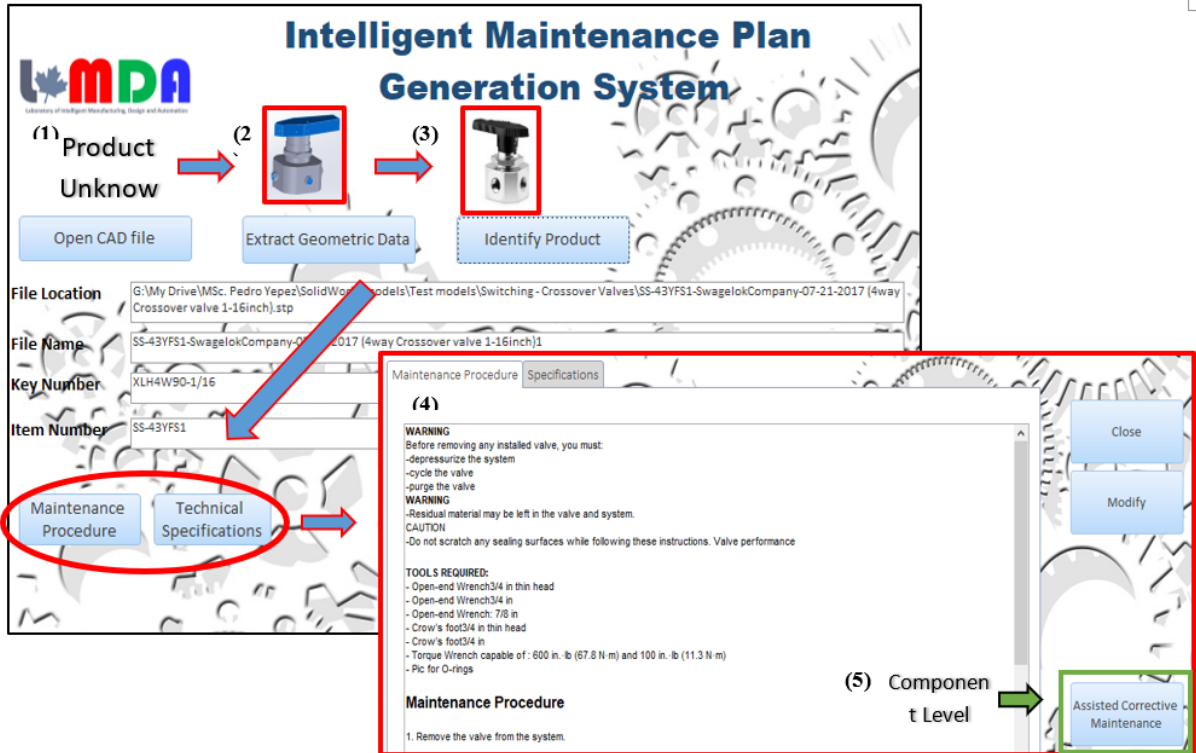 Intelligent Maintenance Plan
Generation System
LIMDA
Laboratory of Intelligent Manufacturing, Design and Automation
(1)
Product
Unknow
(2
(3)
Open CAD file
Extract Geometric Data
Identify Product
File Location
G:\My Drive\MSc. Pedro Yepez\SolidWor models\Test models\Switching - Crossover Valves\SS-43YFS1-SwagelokCompany-07-21-2017 (4way
Crossover valve 1-16inch).stp
File Name
SS-43YFS1-SwagelokCompany-0 2017 (4way Crossover valve 1-16inch)1
Key Number
XLH4W90-1/16
Item Number
SS-43YFS1
Maintenance
Procedure
Technical
Specifications
Maintenance Procedure
Specifications
(4)
WARNING
Before removing any installed valve, you must:
-depressurize the system
-cycle the valve
-purge the valve
WARNING
-Residual material may be left in the valve and system.
CAUTION
-Do not scratch any sealing surfaces while following these instructions. Valve performance
TOOLS REQUIRED:
- Open-end Wrench3/4 in thin head
- Open-end Wrench3/4 in
- Open-end Wrench: 7/8 in
- Crow's foot3/4 in thin head
- Crow's foot3/4 in
- Torque Wrench capable of : 600 in.·lb (67.8 N·m) and 100 in.·lb (11.3 N·m)
- Pic for O-rings
Maintenance Procedure
1. Remove the valve from the system.
Close
Modify
(5)
Componen
t Level
Assisted Corrective
Maintenance